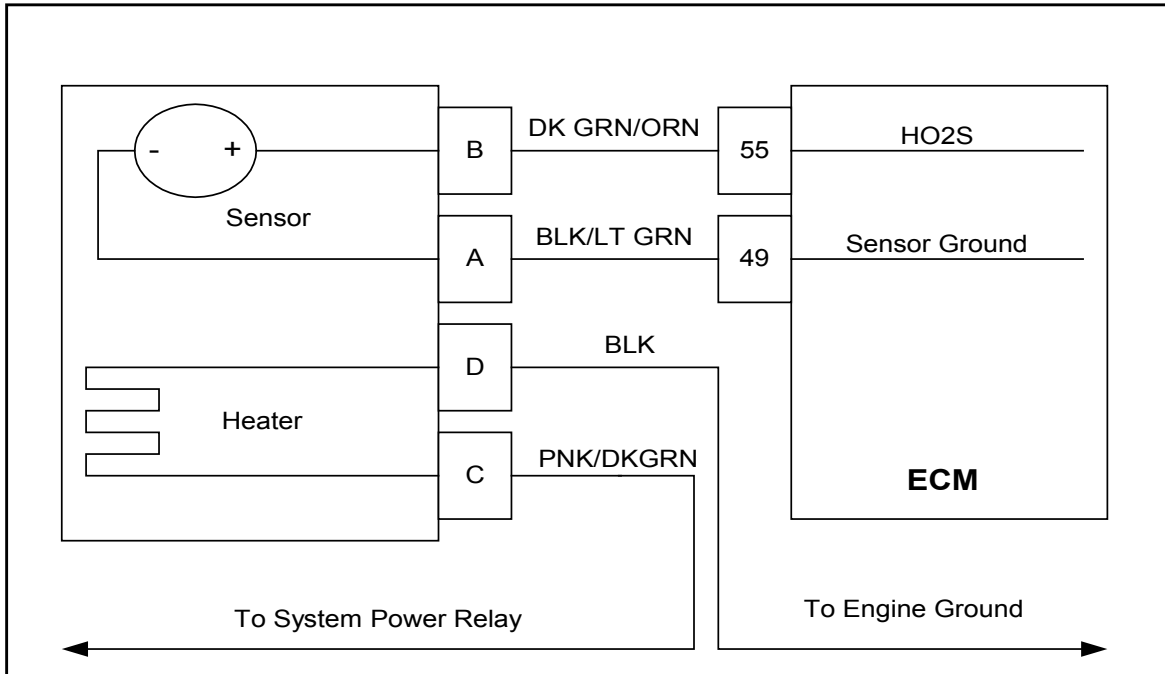 DK GRN/ORN
B
55
HO2S
-
+
Sensor
BLK/LT GRN
A
49
Sensor Ground
BLK
D
Heater
PNK/DKGRN
C
ECM
To System Power Relay
To Engine Ground